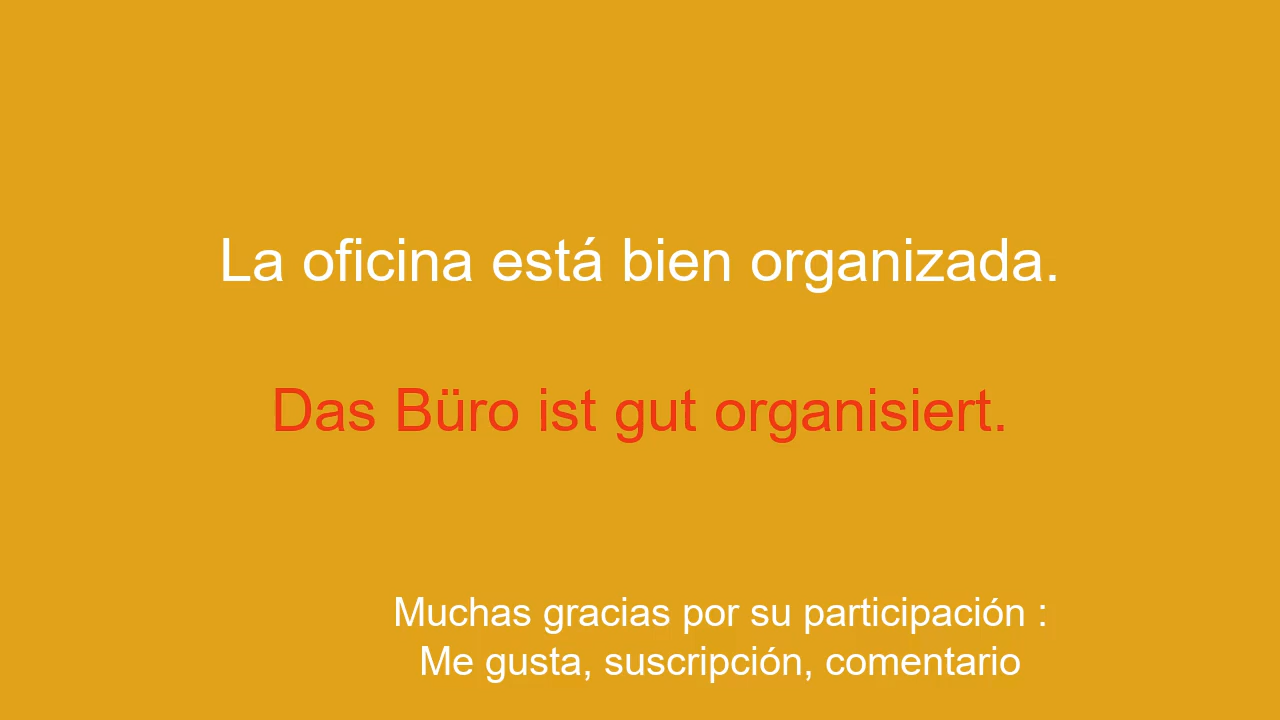 La oficina está bien organizada.
Das Büro ist gut organisiert.
Muchas gracias por su participación :
Me gusta, suscripción, comentario